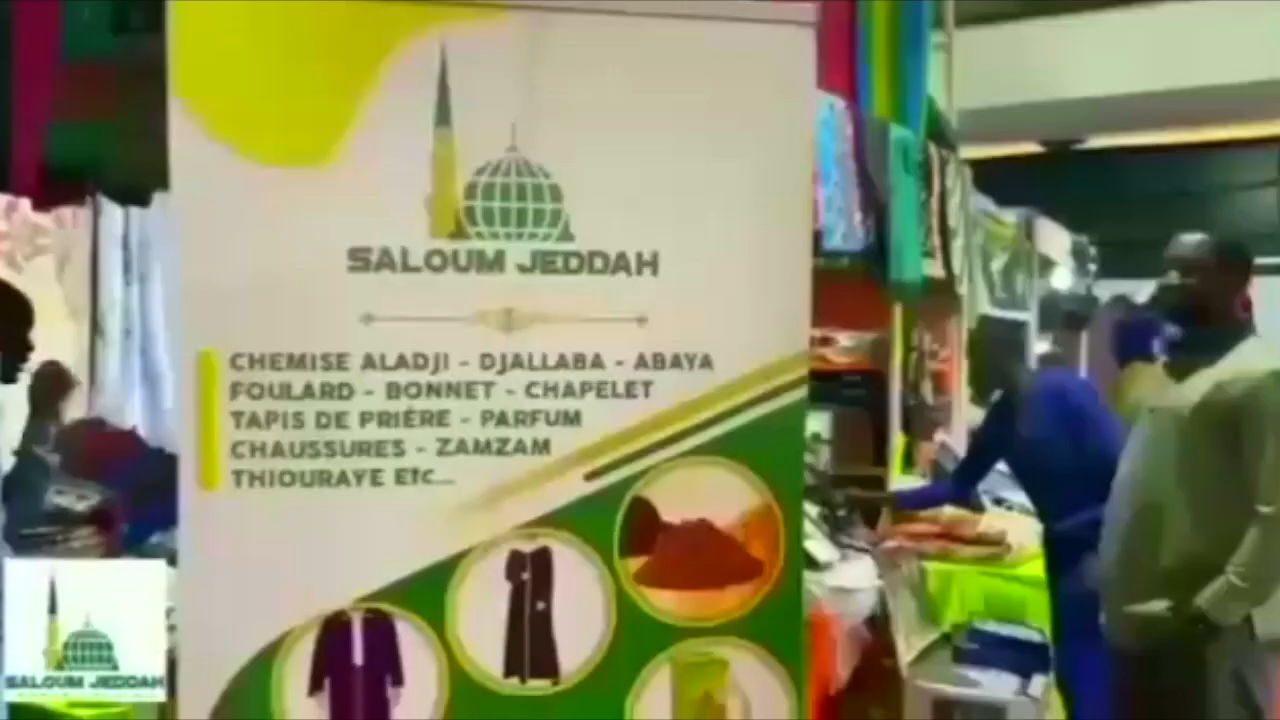 SALOUM JEDDAH
CHEMISE ALADJI - DJALLABA - ABAYA
FOULARD - BONNET - CHAPELET
TAPIS DE PRIÈRE - PARFUM
CHAUSSURES - ZAMZAM
THIOURAYE Etc...
SALOUM JEDDAH